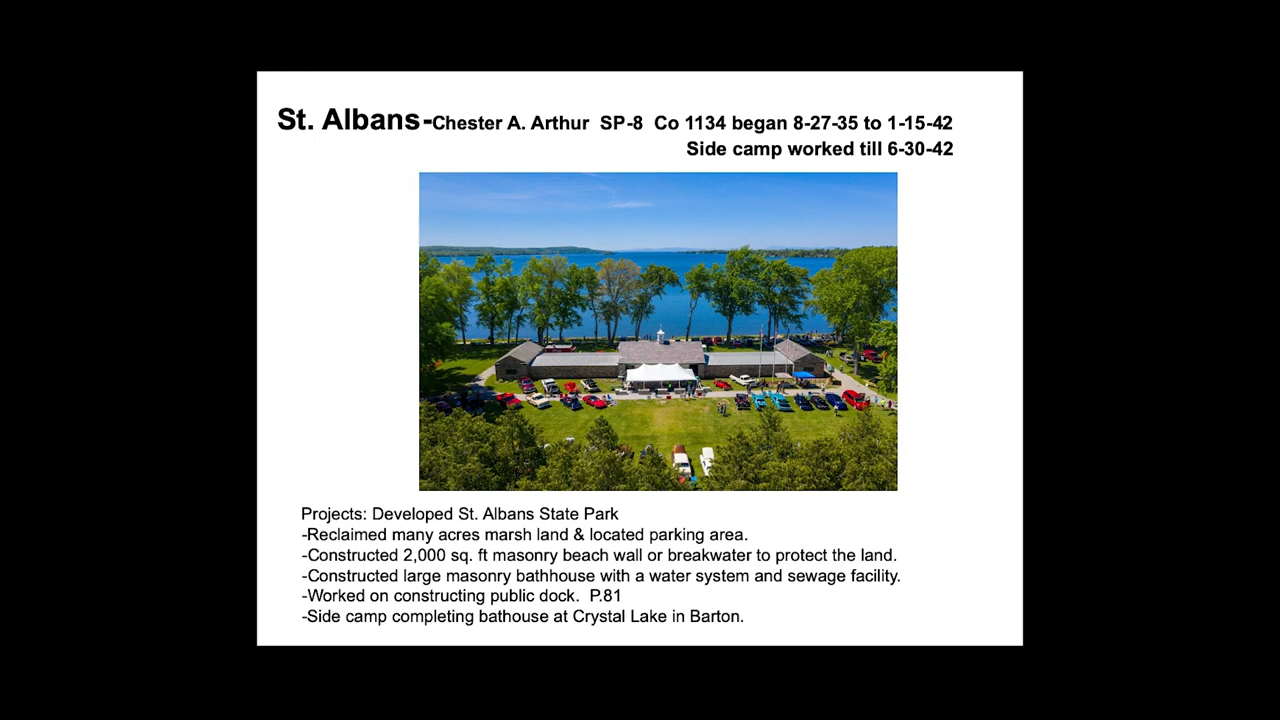 St. Albans-Chester A. Arthur SP-8 Co 1134 began 8-27-35 to 1-15-42
Side camp worked till 6-30-42
Projects: Developed St. Albans State Park
-Reclaimed many acres marsh land & located parking area.
-Constructed 2,000 sq. ft masonry beach wall or breakwater to protect the land.
-Constructed large masonry bathhouse with a water system and sewage facility.
-Worked on constructing public dock. P.81
-Side camp completing bathouse at Crystal Lake in Barton.